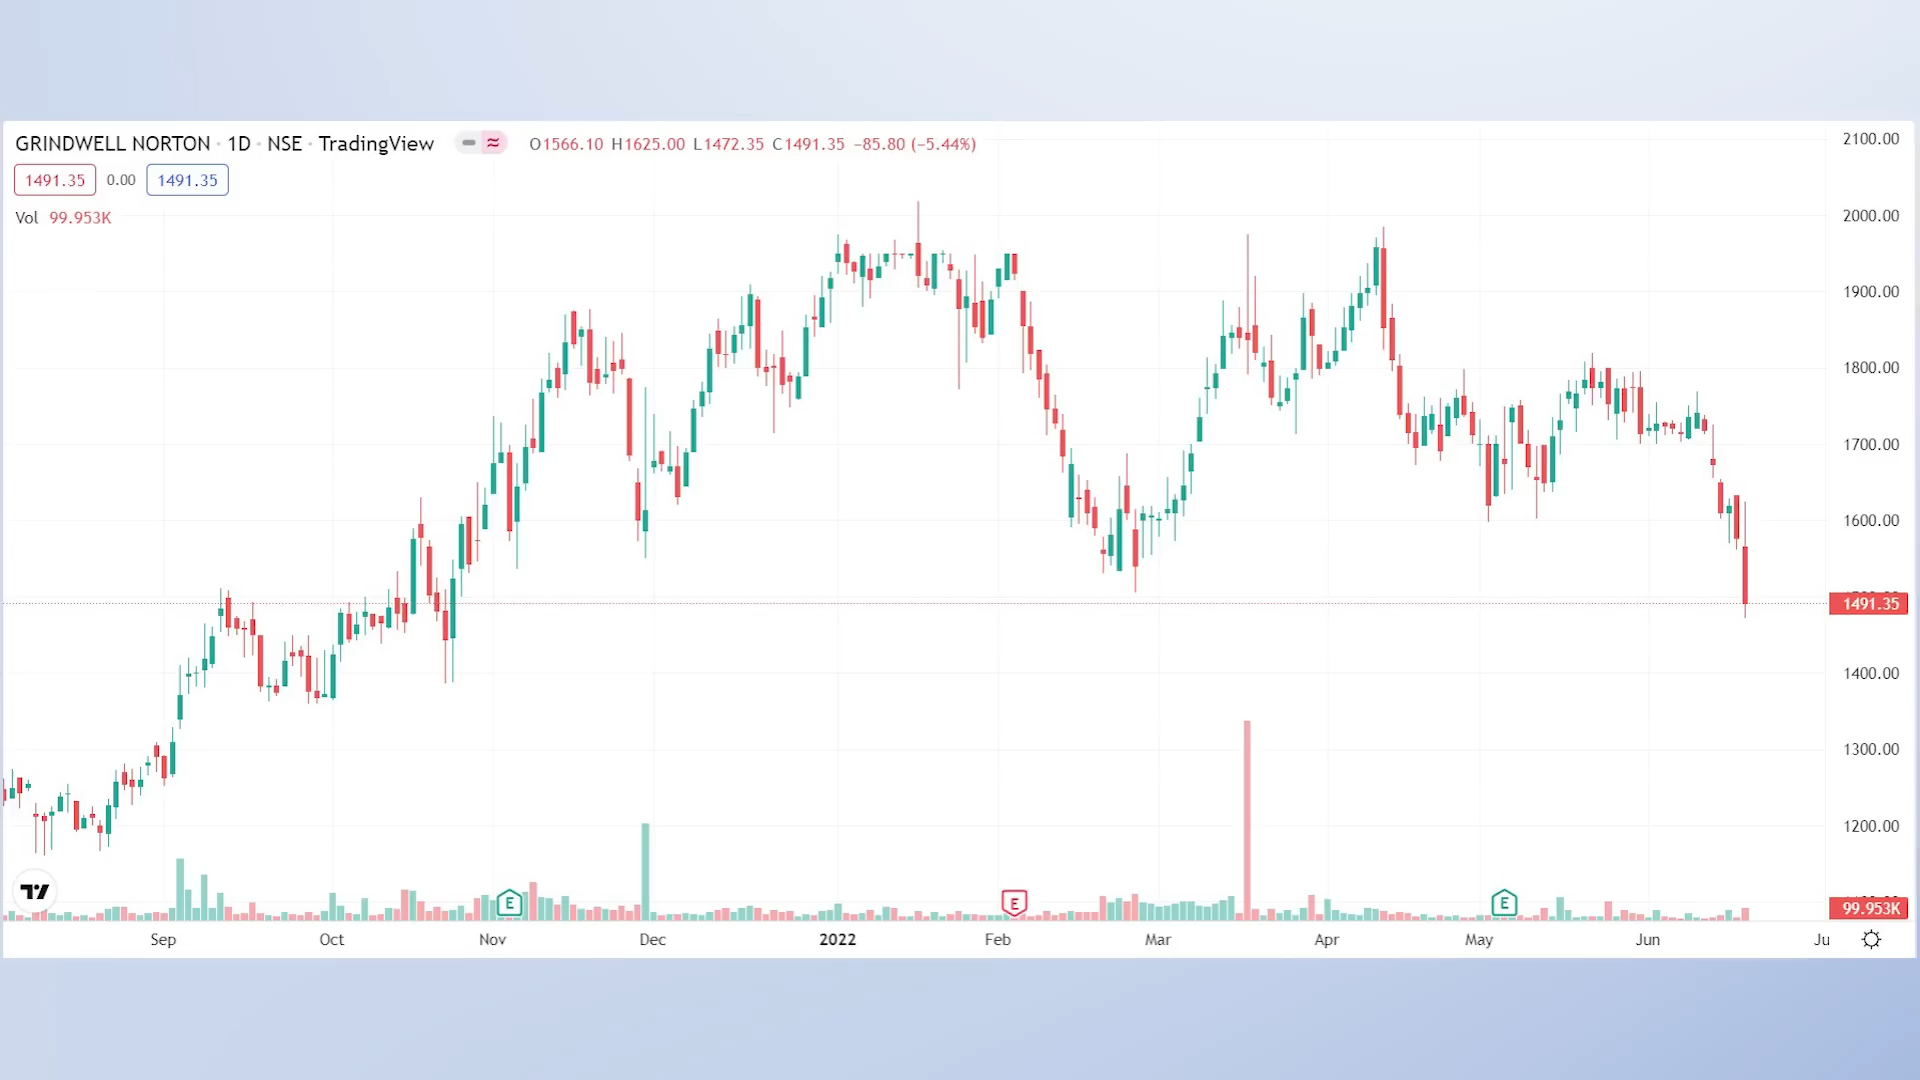 GRINDWELL NORTON · 1D · NSE · TradingView O1566.10 H1625.00 L1472.35 C1491.35 −85.80 (−5.44%)
1491.35 0.00 1491.35
Vol 99.953K
2100.00
2000.00
1900.00
1800.00
1700.00
1600.00
1491.35
1400.00
1300.00
1200.00
99.953K
E E E
Sep Oct Nov Dec 2022 Feb Mar Apr May Jun Ju